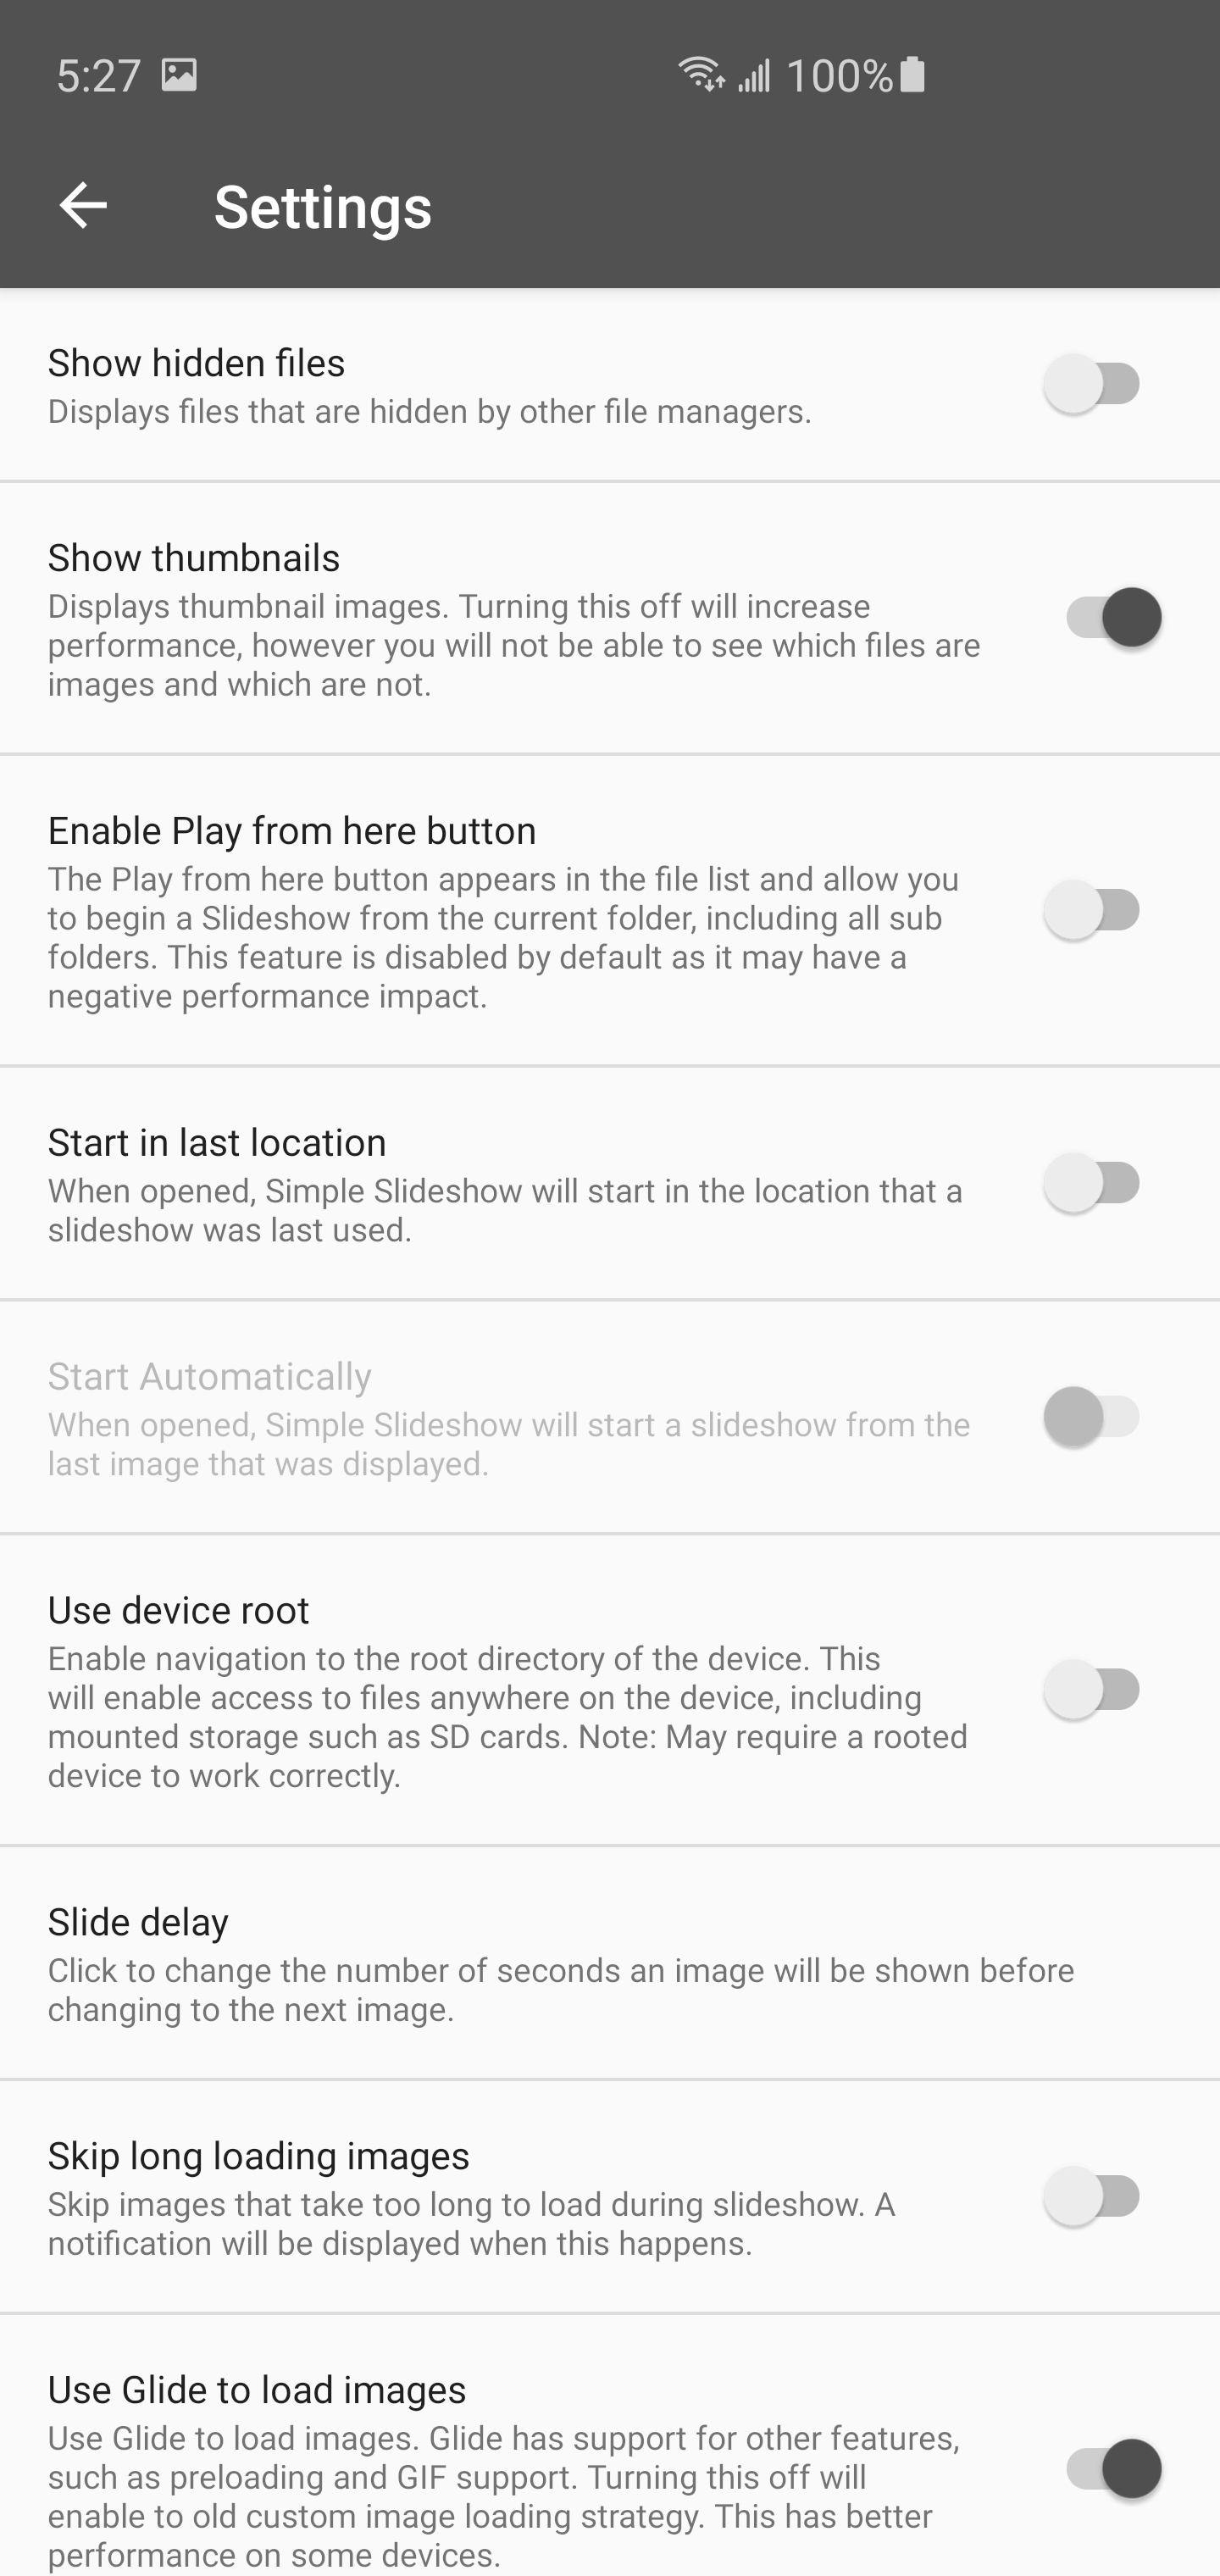 5:27
100%
Settings
Show hidden files
Displays files that are hidden by other file managers.
Show thumbnails
Displays thumbnail images. Turning this off will increase
performance, however you will not be able to see which files are
images and which are not.
Enable Play from here button
The Play from here button appears in the file list and allow you
to begin a Slideshow from the current folder, including all sub
folders. This feature is disabled by default as it may have a
negative performance impact.
Start in last location
When opened, Simple Slideshow will start in the location that a
slideshow was last used.
Start Automatically
When opened, Simple Slideshow will start a slideshow from the
last image that was displayed.
Use device root
Enable navigation to the root directory of the device. This
will enable access to files anywhere on the device, including
mounted storage such as SD cards. Note: May require a rooted
device to work correctly.
Slide delay
Click to change the number of seconds an image will be shown before
changing to the next image.
Skip long loading images
Skip images that take too long to load during slideshow. A
notification will be displayed when this happens.
Use Glide to load images
Use Glide to load images. Glide has support for other features,
such as preloading and GIF support. Turning this off will
enable to old custom image loading strategy. This has better
performance on some devices.